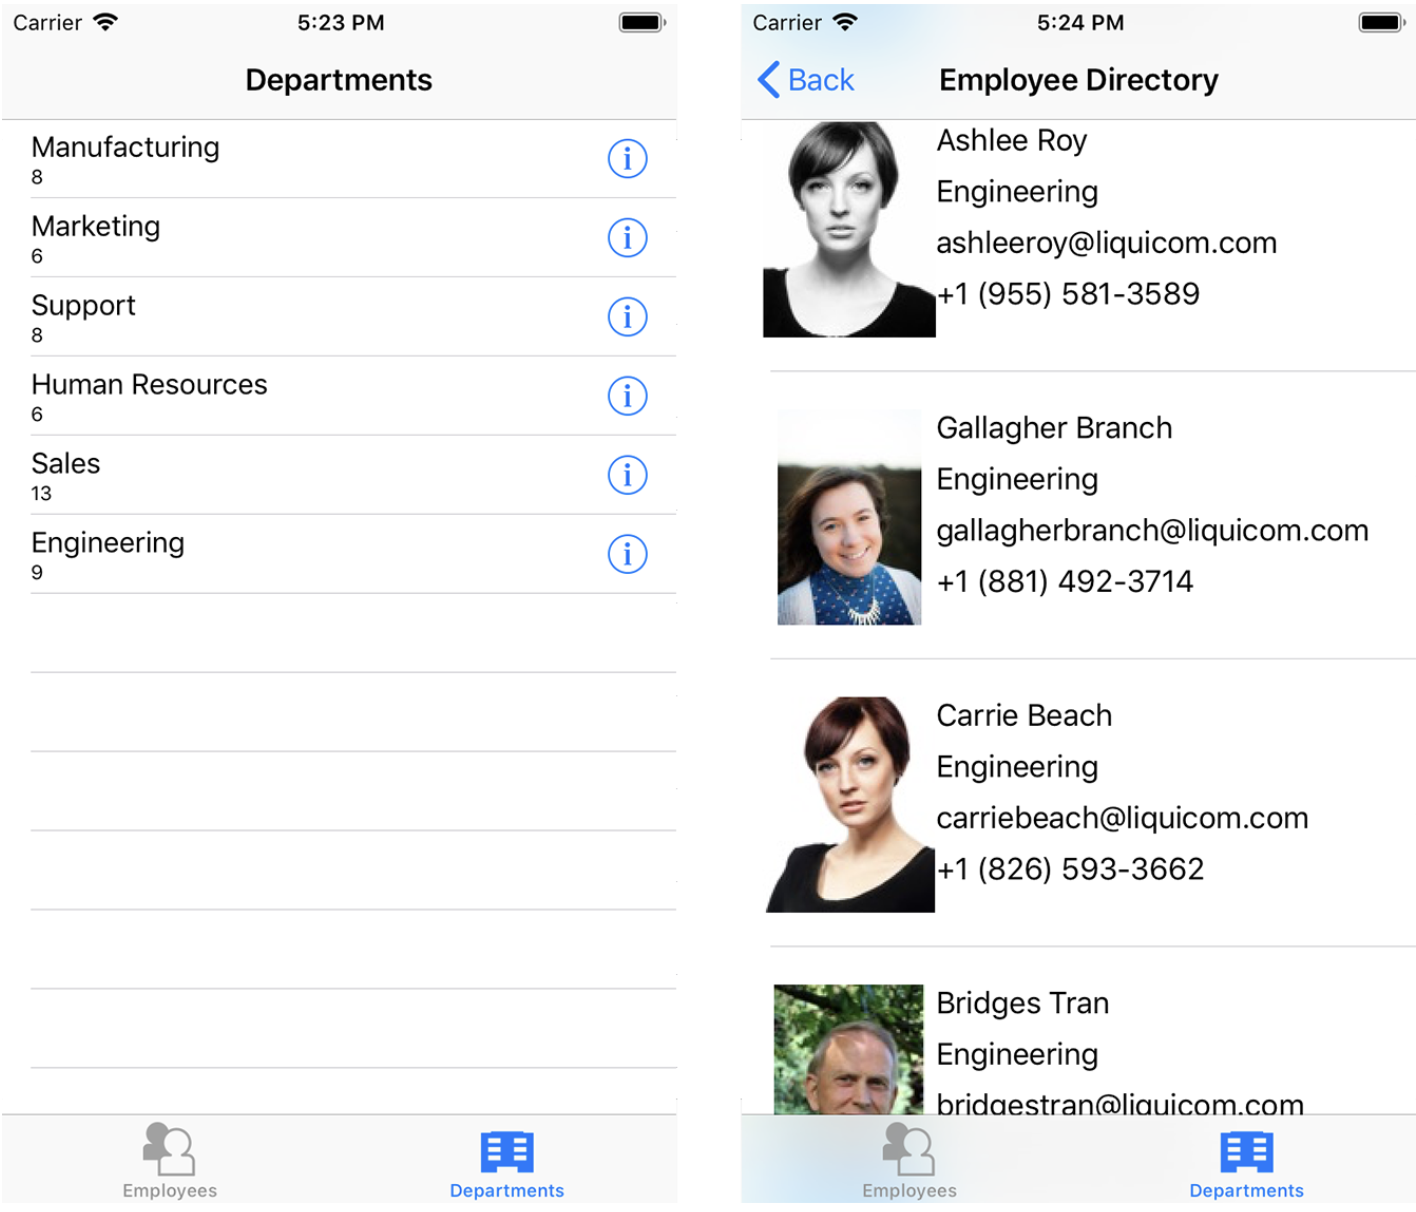 Carrier
5:23 PM
Departments
Manufacturing
8
Marketing
6
Support
8
Human Resources
6
Sales
13
Engineering
9
Employees
Departments
Carrier
5:24 PM
Back
Employee Directory
Ashlee Roy
Engineering
ashleeroy@liquicom.com
+1 (955) 581-3589
Gallagher Branch
Engineering
gallagherbranch@liquicom.com
+1 (881) 492-3714
Carrie Beach
Engineering
carriebeach@liquicom.com
+1 (826) 593-3662
Bridges Tran
Engineering
bridgestran@liquicom.com
Employees
Departments